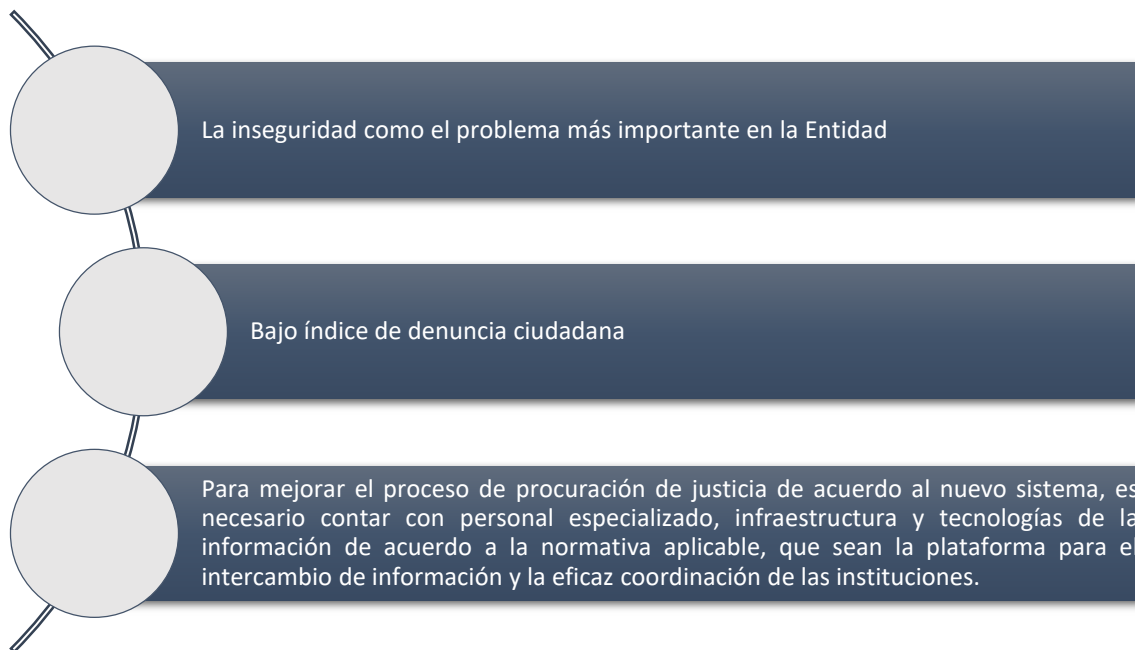 La inseguridad como el problema más importante en la Entidad
Bajo índice de denuncia ciudadana
Para mejorar el proceso de procuración de justicia de acuerdo al nuevo sistema, es
necesario contar con personal especializado, infraestructura y tecnologías de la
información de acuerdo a la normativa aplicable, que sean la plataforma para el
intercambio de información y la eficaz coordinación de las instituciones.